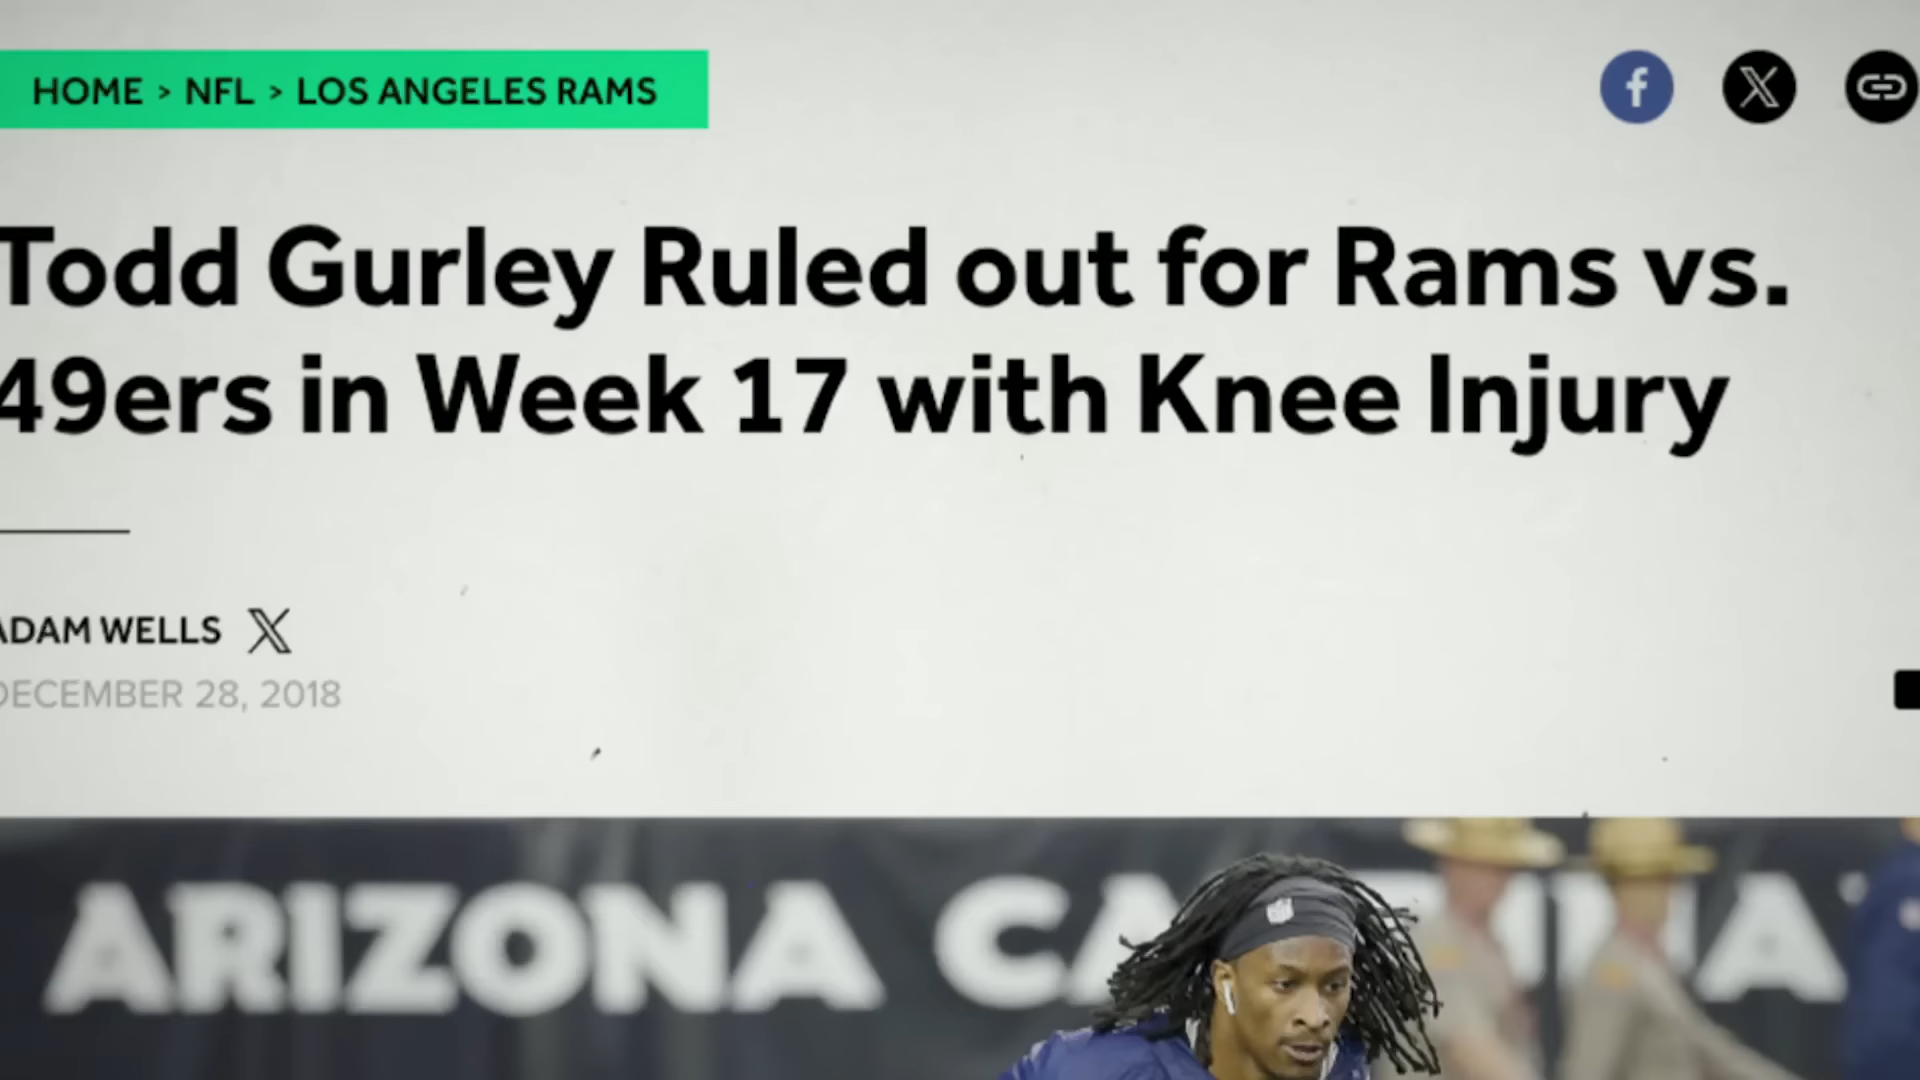 HOME > NFL > LOS ANGELES RAMS
Todd Gurley Ruled out for Rams vs.
49ers in Week 17 with Knee Injury
ADAM WELLS
DECEMBER 28, 2018
ARIZONA